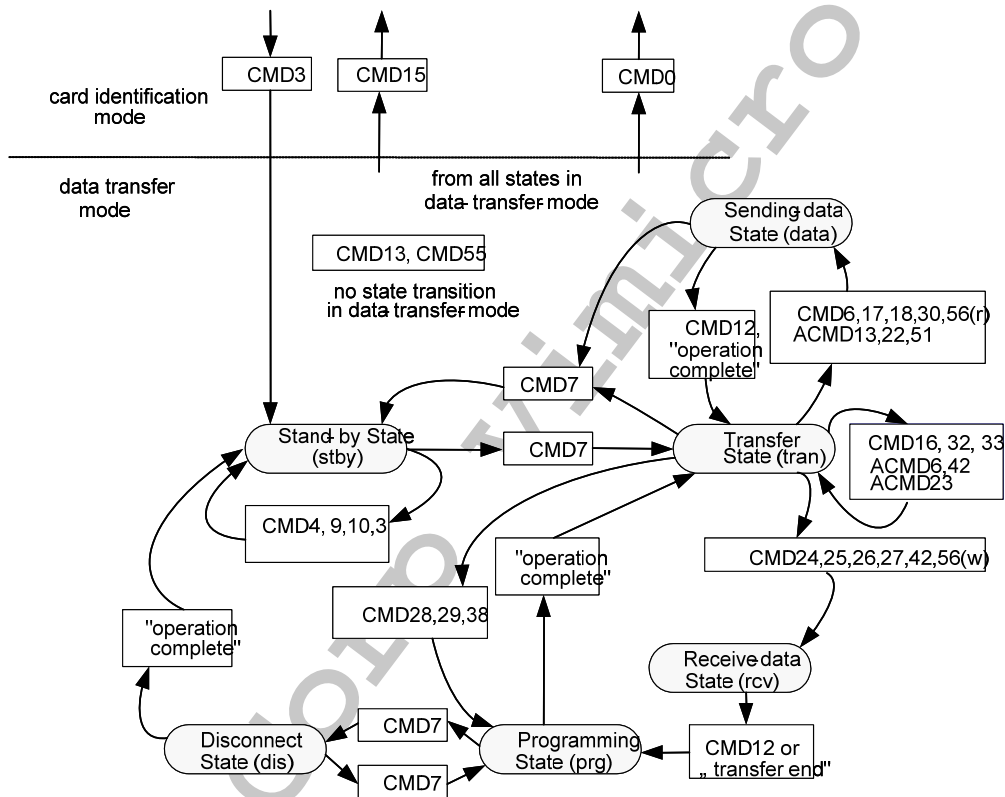 CMD3
CMD15
CMD0
card identification
mode
data transfer
mode
from all states in
data-transfer-mode
Sending-data
State (data)
CMD13, CMD55
no state transition
in data-transfer-mode
CMD12,
"operation
complete"
CMD6,17,18,30,56(r)
ACMD13,22,51
CMD7
Stand-by State
(stby)
CMD7
Transfer
State (tran)
CMD16, 32, 33
ACMD6,42
ACMD23
CMD4, 9,10,3
"operation
complete"
CMD24,25,26,27,42,56(w)
CMD28,29,38
"operation
complete"
Receive-data
State (rcv)
CMD7
Disconnect
State (dis)
Programming
State (prg)
CMD12 or
„ transfer end"
CMD7
corp vimicro